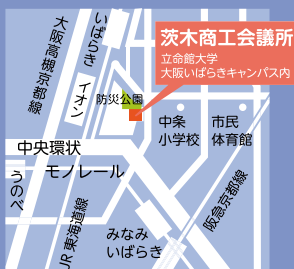 茨木商工会議所
立命館大学
大阪いばらきキャンパス内
大阪高槻京都線
いばらき
イオン
防災公園
中条
小学校
市民
体育館
中央環状
モノレール
うのべ
JR東海道線
みなみ
いばらき
阪急京都線